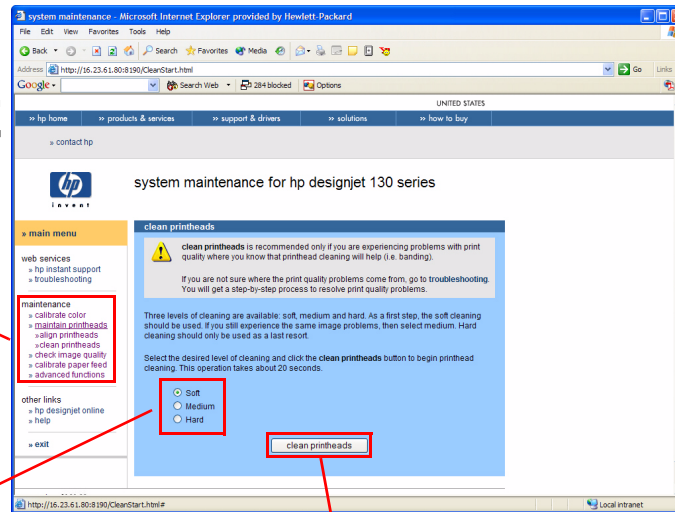 system maintenance - Microsoft Internet Explorer provided by Hewlett-Packard
File Edit View Favorites Tools Help
Back Search Favorites Media
Address http://16.23.61.80:8190/CleanStart.html Go Links
Google Search Web 284 blocked Options
UNITED STATES
» hp home » products & services » support & drivers » solutions » how to buy
» contact hp
hp
invent
system maintenance for hp designjet 130 series
» main menu
web services
» hp instant support
» troubleshooting
maintenance
» calibrate color
» maintain printheads
»align printheads
»clean printheads
» check image quality
» calibrate paper feed
» advanced functions
other links
» hp designjet online
» help
» exit
clean printheads
clean printheads is recommended only if you are experiencing problems with print
quality where you know that printhead cleaning will help (i.e. banding).
If you are not sure where the print quality problems come from, go to troubleshooting.
You will get a step-by-step process to resolve print quality problems.
Three levels of cleaning are available: soft, medium and hard. As a first step, the soft cleaning
should be used. If you still experience the same image problems, then select medium. Hard
cleaning should only be used as a last resort.
Select the desired level of cleaning and click the clean printheads button to begin printhead
cleaning. This operation takes about 20 seconds.
Soft
Medium
Hard
clean printheads
http://16.23.61.80:8190/CleanStart.html# Local intranet